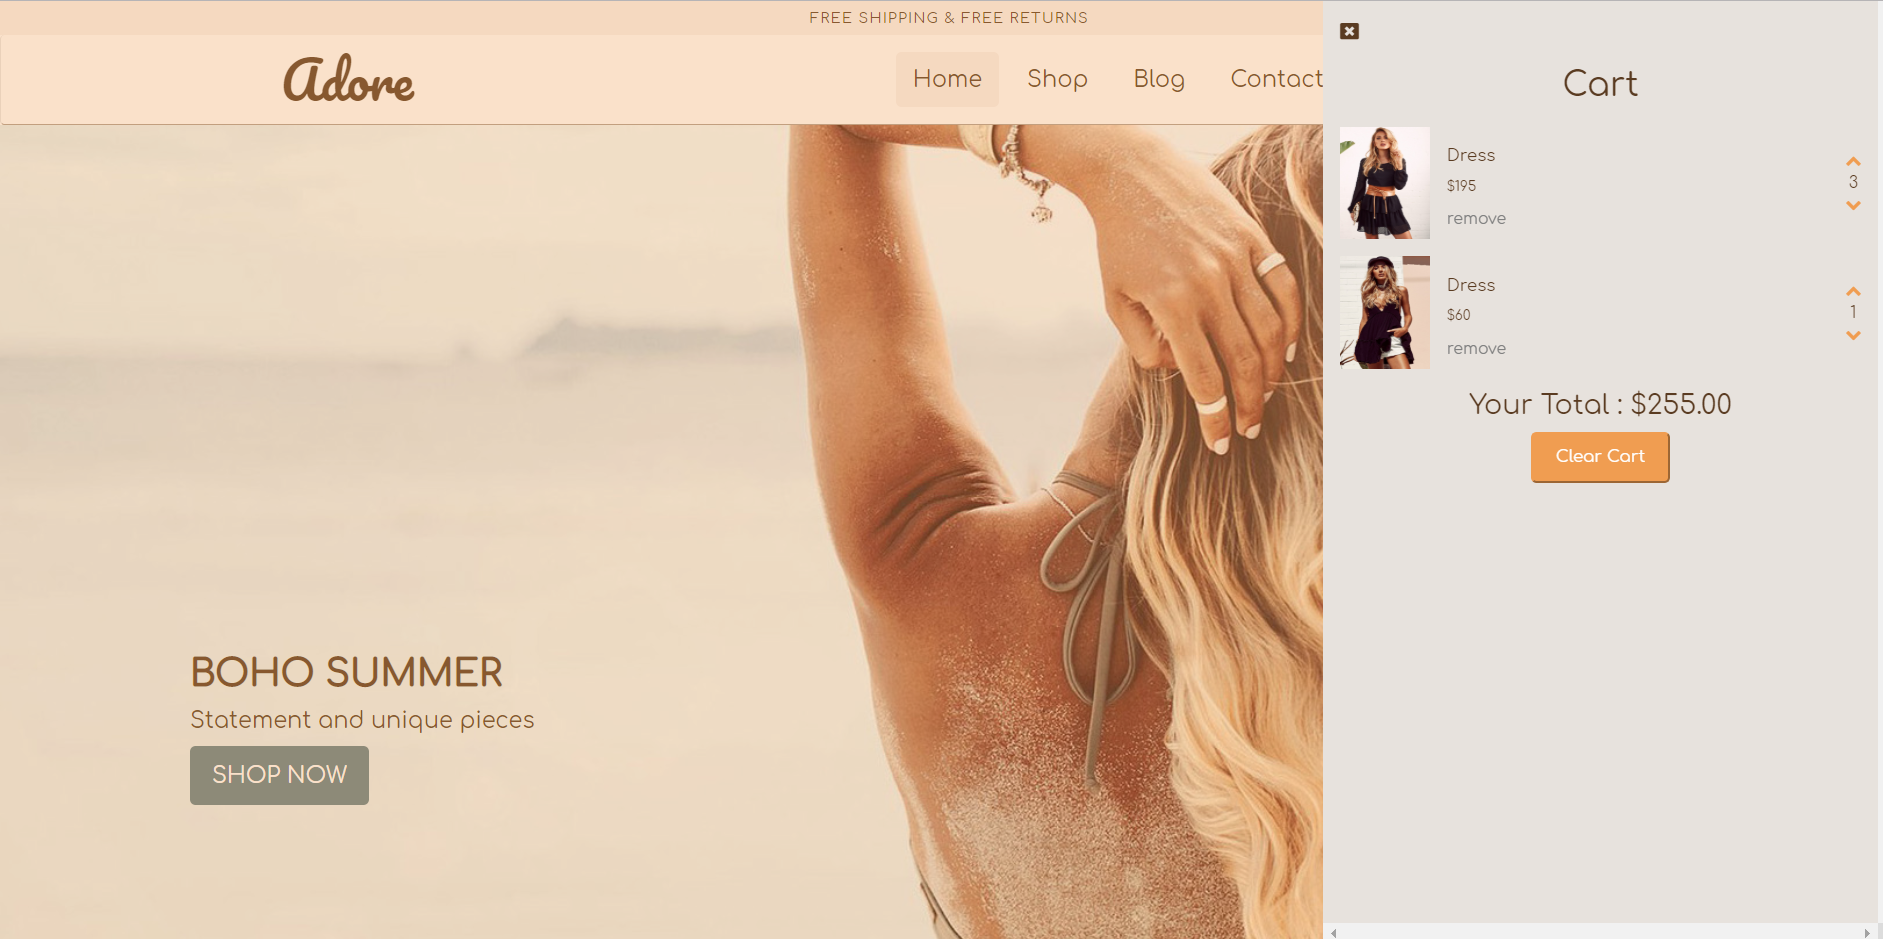 FREE SHIPPING & FREE RETURNS
Adore
Home Shop Blog Contact
BOHO SUMMER
Statement and unique pieces
SHOP NOW
Cart
Dress
$195
remove
3
Dress
$60
remove
1
Your Total : $255.00
Clear Cart